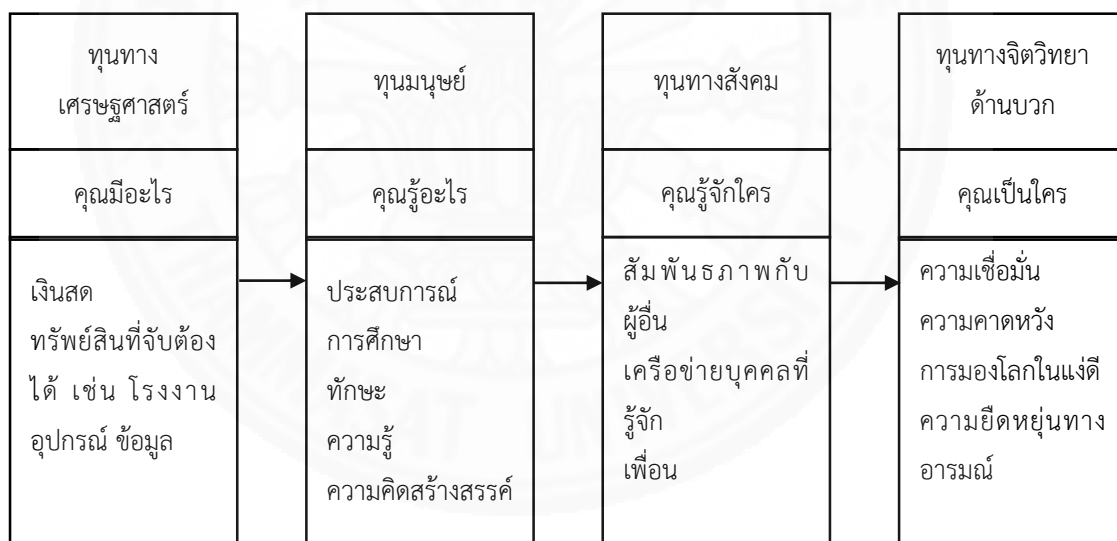 ทุนทาง
เศรษฐศาสตร์
คุณมีอะไร
เงินสด
ทรัพย์สินที่จับต้อง
ได้ เช่น โรงงาน
อุปกรณ์ ข้อมูล
ทุนมนุษย์
คุณรู้อะไร
ประสบการณ์
การศึกษา
ทักษะ
ความรู้
ความคิดสร้างสรรค์
ทุนทางสังคม
คุณรู้จักใคร
สัมพันธภาพกับ
ผู้อื่น
เครือข่ายบุคคลที่
รู้จัก
เพื่อน
ทุนทางจิตวิทยา
ด้านบวก
คุณเป็นใคร
ความเชื่อมั่น
ความคาดหวัง
การมองโลกในแง่ดี
ความยืดหยุ่นทาง
อารมณ์